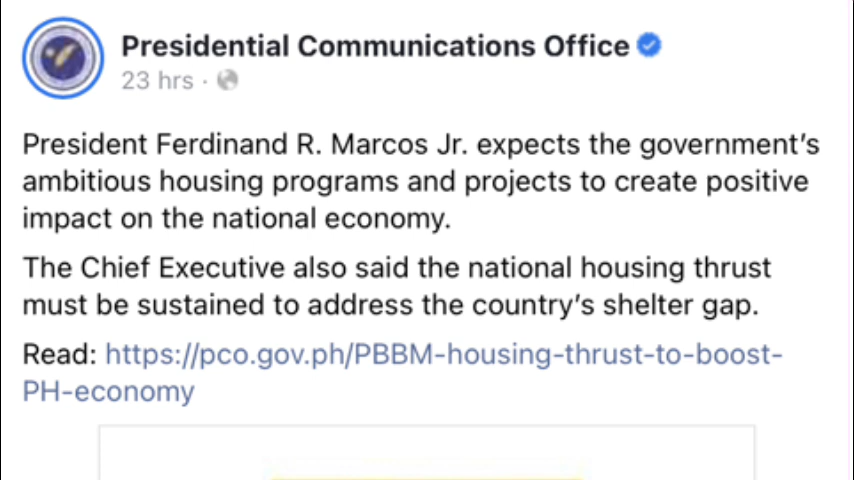 Presidential Communications Office
23 hrs ·
President Ferdinand R. Marcos Jr. expects the government's
ambitious housing programs and projects to create positive
impact on the national economy.
The Chief Executive also said the national housing thrust
must be sustained to address the country's shelter gap.
Read: https://pco.gov.ph/PBBM-housing-thrust-to-boost-
PH-economy